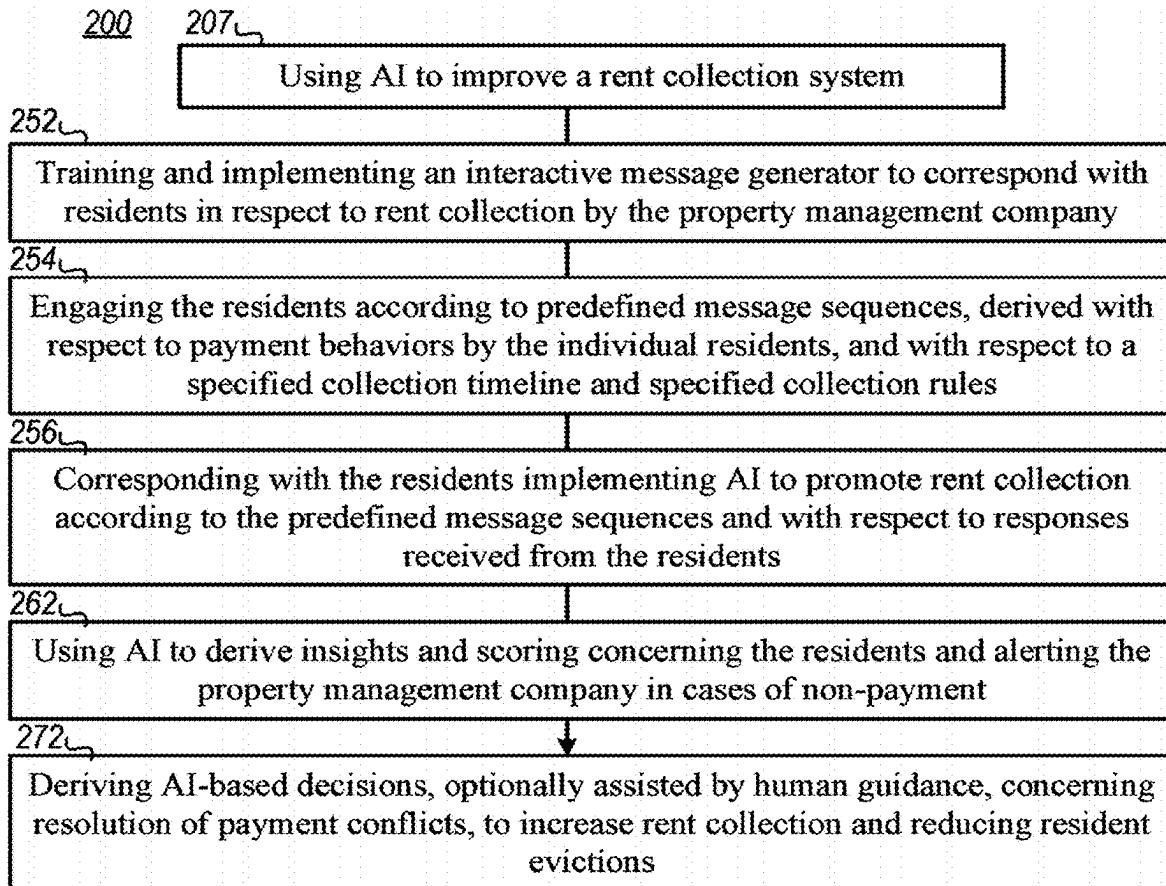 200
207
Using AI to improve a rent collection system
252
Training and implementing an interactive message generator to correspond with
residents in respect to rent collection by the property management company
254
Engaging the residents according to predefined message sequences, derived with
respect to payment behaviors by the individual residents, and with respect to a
specified collection timeline and specified collection rules
256
Corresponding with the residents implementing AI to promote rent collection
according to the predefined message sequences and with respect to responses
received from the residents
262
Using AI to derive insights and scoring concerning the residents and alerting the
property management company in cases of non-payment
272
Deriving AI-based decisions, optionally assisted by human guidance, concerning
resolution of payment conflicts, to increase rent collection and reducing resident
evictions